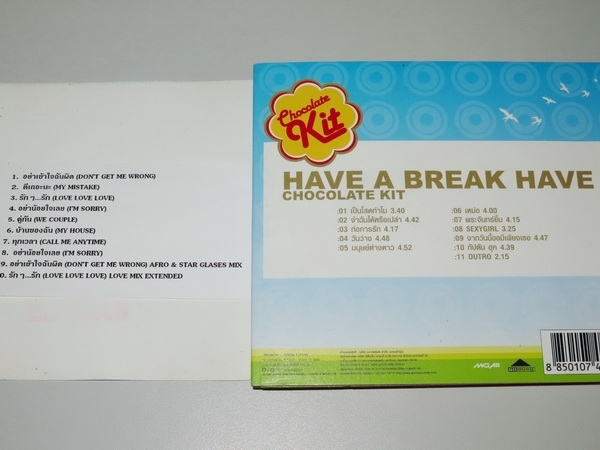 1. อย่าเข้าใจฉันผิด (DON'T GET ME WRONG)
2. ดีเถอะนะ (MY MISTAKE)
3. รัก ๆ...รัก (LOVE LOVE LOVE)
4. อย่าน้อยใจเลย (I'M SORRY)
5. คู่กัน (WE COUPLE)
6. บ้านของฉัน (MY HOUSE)
7. ทุกเวลา (CALL ME ANYTIME)
8. อย่าน้อยใจเลย (I'M SORRY)
9. อย่าเข้าใจฉันผิด (DON'T GET ME WRONG) AFRO & STAR GLASES MIX
0. รัก ๆ...รัก (LOVE LOVE LOVE) LOVE MIX EXTENDED
Chocolate
Kit
HAVE A BREAK HAVE
CHOCOLATE KIT
:01 เป็นโสดทำไม 3.40
:02 จำฉันได้หรือเปล่า 4.42
:03 ก่อการรัก 4.17
:04 วันว่าง 4.48
:05 มนุษย์ต่างดาว 4.52
:06 เหม่อ 4.00
:07 พระจันทร์ยิ้ม 4.15
:08 SEXYGIRL 3.25
:09 จากวันนี้ขอมีเพียงเธอ 4.47
:10 กัปตัน ฮุค 4.39
:11 OUTRO 2.15
MGA
8 850107 4